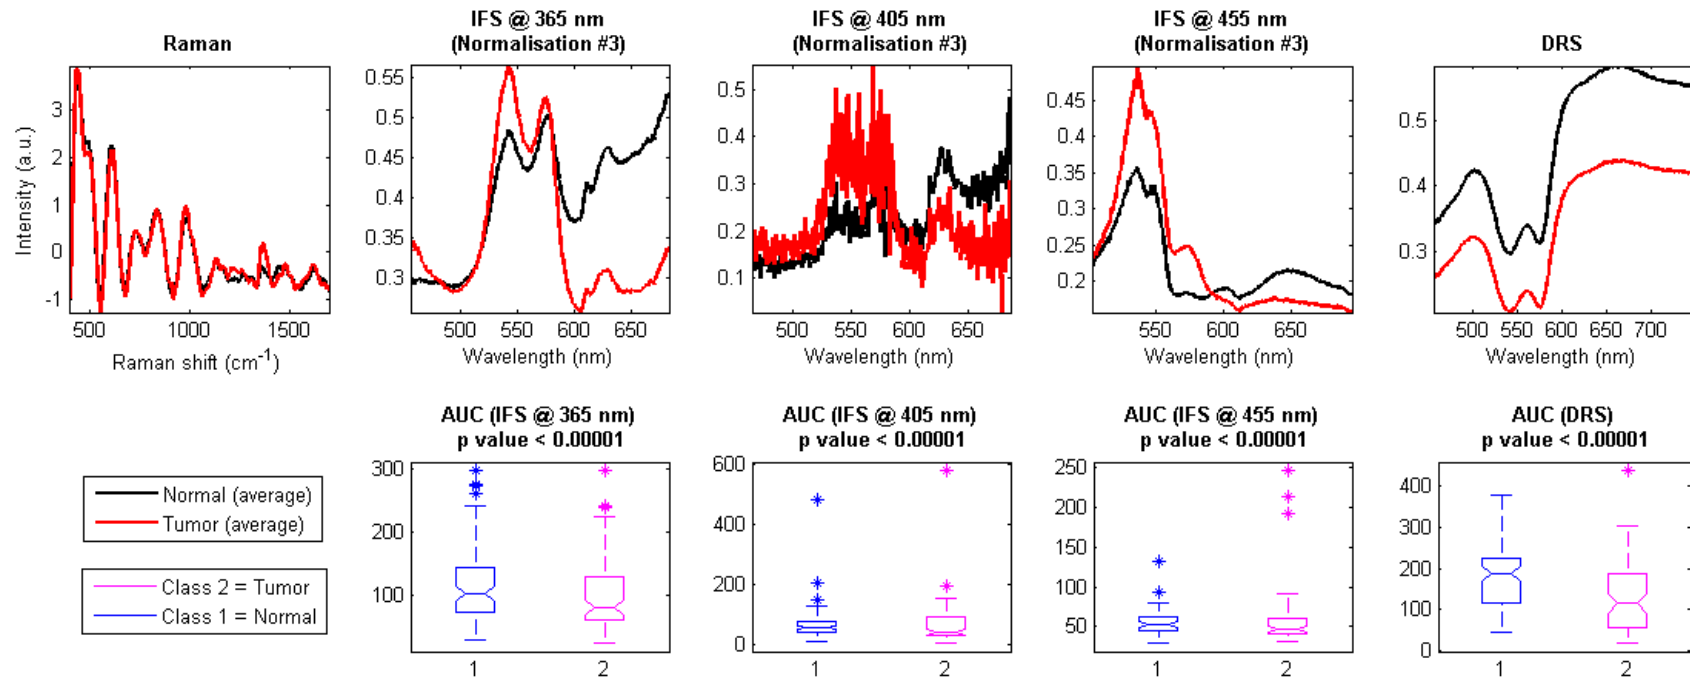 Raman
IFS @ 365 nm
(Normalisation #3)
IFS @ 405 nm
(Normalisation #3)
IFS @ 455 nm
(Normalisation #3)
DRS
Intensity (a.u.)
3
2
1
0
-1
500
1000
1500
Raman shift (cm-1)
0.55
0.5
0.45
0.4
0.35
0.3
500
550
600
650
Wavelength (nm)
0.5
0.4
0.3
0.2
0.1
500
550
600
650
Wavelength (nm)
0.45
0.4
0.35
0.3
0.25
0.2
550
600
650
Wavelength (nm)
0.5
0.4
0.3
500
550
600
650
700
Wavelength (nm)
Normal (average)
Tumor (average)
Class 2 = Tumor
Class 1 = Normal
AUC (IFS @ 365 nm)
p value < 0.00001
300
200
100
1
2
AUC (IFS @ 405 nm)
p value < 0.00001
600
400
200
0
1
2
AUC (IFS @ 455 nm)
p value < 0.00001
250
200
150
100
50
1
2
AUC (DRS)
p value < 0.00001
400
300
200
100
0
1
2